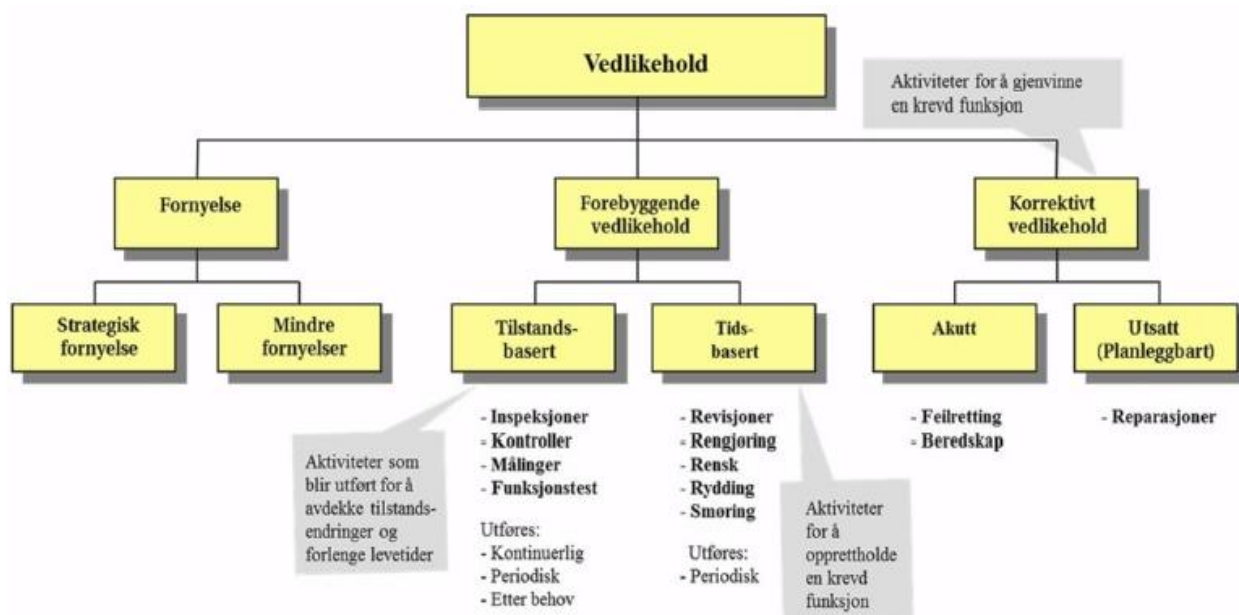 Vedlikehold
Aktiviteter for å gjenvinne
en krevd funksjon
Fornyelse
Forebyggende
vedlikehold
Korrektivt
vedlikehold
Strategisk
fornyelse
Mindre
fornyelser
Tilstands-
basert
Tids-
basert
Akutt
Utsatt
(Planleggbart)
- Inspeksjoner
- Kontroller
- Målinger
- Funksjonstest
Utføres:
- Kontinuerlig
- Periodisk
- Etter behov
- Revisjoner
- Rengjøring
- Rensk
- Rydding
- Smøring
Utføres:
- Periodisk
- Feilretting
- Beredskap
- Reparasjoner
Aktiviteter som
blir utført for å
avdekke tilstands-
endringer og
forlenge levetider
Aktiviteter
for å
opprettholde
en krevd
funksjon